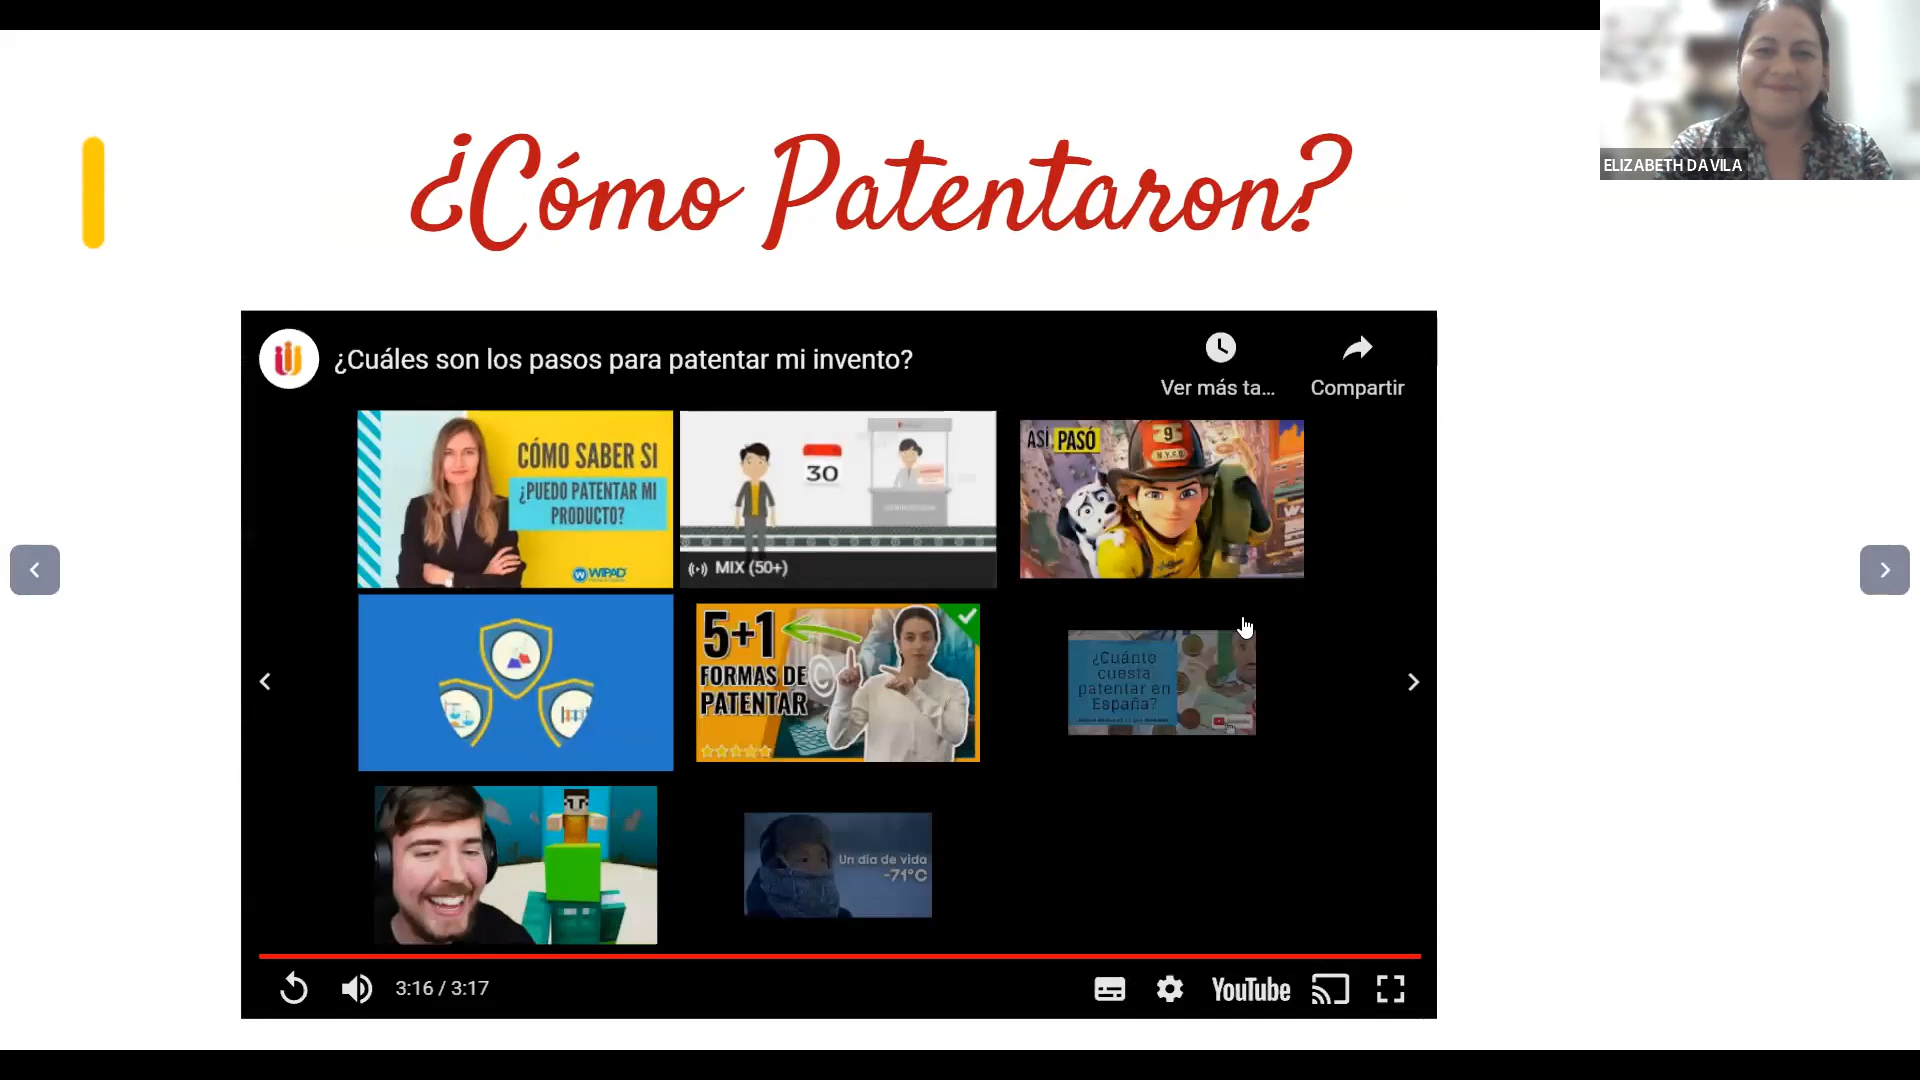 ELIZABETH DAVILA
¿Cómo Patentaron?
¿Cuáles son los pasos para patentar mi invento?
Ver más ta...
Compartir
CÓMO SABER SI
¿PUEDO PATENTAR MI
PRODUCTO?
WIPAD
30
MIX (50+)
ASÍ PASÓ
9
N.Y.F.D
5+1
FORMAS DE
PATENTAR
¿Cuánto
cuesta
patentar en
España?
Un día de vida
-71°C
3:16 / 3:17
YouTube